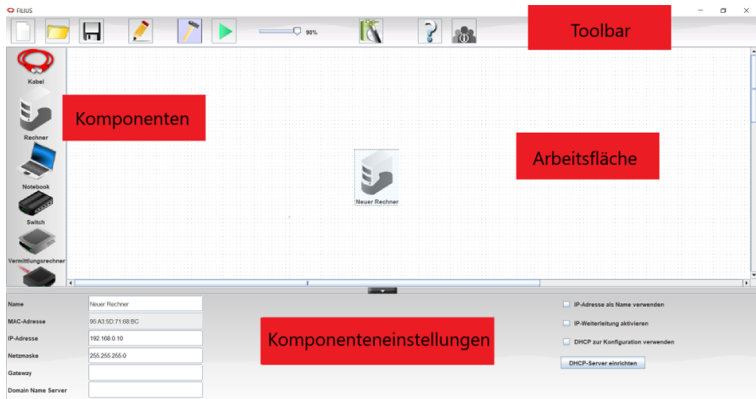 FILIUS
90%
Toolbar
Kabel
Komponenten
Rechner
Arbeitsfläche
Notebook
Neuer Rechner
Switch
Vermittlungsrechner
Name
Neuer Rechner
IP-Adresse als Name verwenden
MAC-Adresse
95:A3:5D:71:68:BC
IP-Weiterleitung aktivieren
IP-Adresse
192.168.0.10
Komponenteneinstellungen
DHCP zur Konfiguration verwenden
Netzmaske
255.255.255.0
DHCP-Server einrichten
Gateway
Domain Name Server